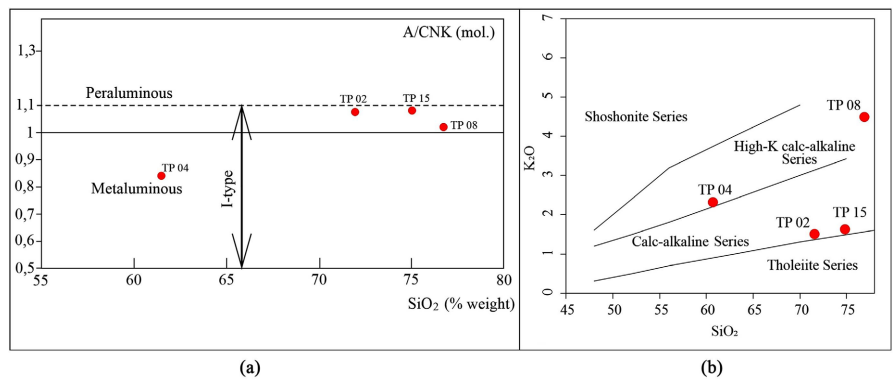 A/CNK (mol.)
1,3
Peraluminous
1,1
1
0,9
0,8
0,7
0,6
0,5
TP 02
TP 15
TP 08
TP 04
Metaluminous
I-type
55
60
65
70
75
80
SiO₂ (% weight)
(a)
K₂O
7
6
5
4
3
2
1
0
Shoshonite Series
TP 08
High-K calc-alkaline
Series
TP 04
TP 02
TP 15
Calc-alkaline Series
Tholeiite Series
45
50
55
60
65
70
75
SiO₂
(b)